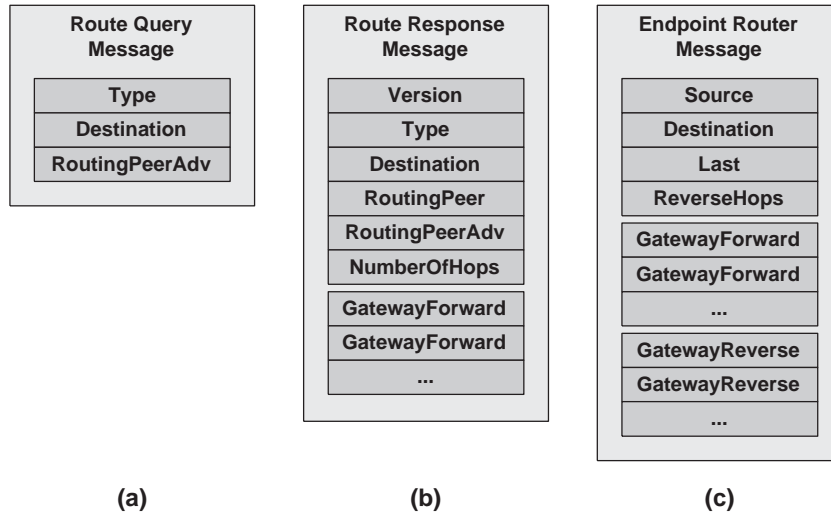 Route Query
Message
Type
Destination
RoutingPeerAdv
(a)
Route Response
Message
Version
Type
Destination
RoutingPeer
RoutingPeerAdv
NumberOfHops
GatewayForward
GatewayForward
...
(b)
Endpoint Router
Message
Source
Destination
Last
ReverseHops
GatewayForward
GatewayForward
...
GatewayReverse
GatewayReverse
...
(c)